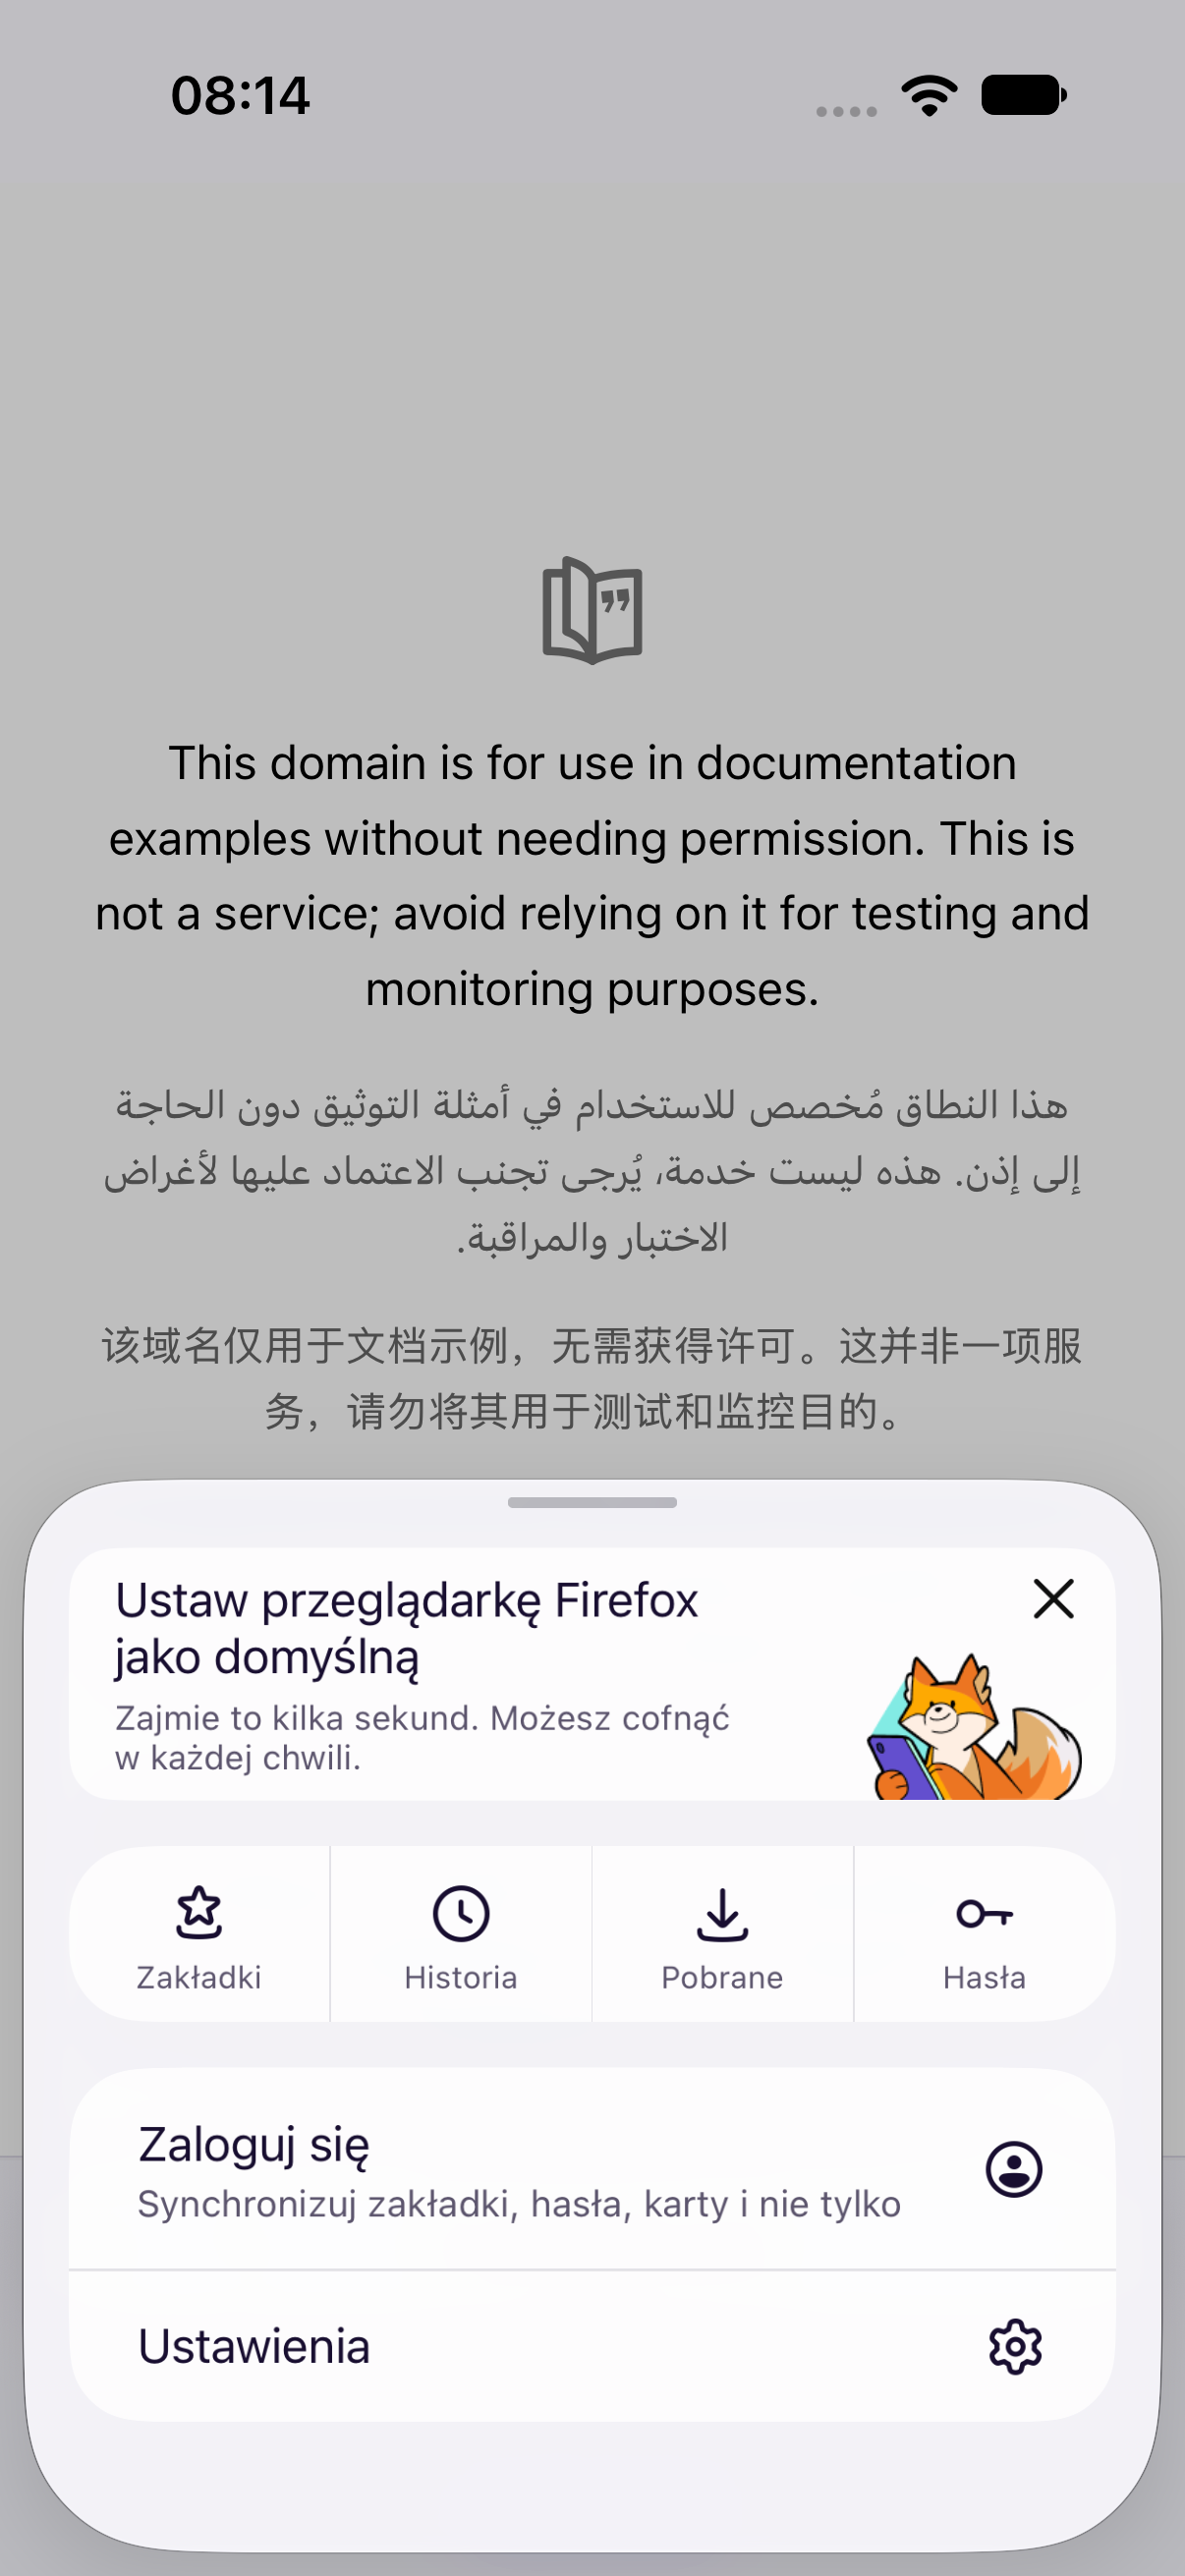 08:14
This domain is for use in documentation
examples without needing permission. This is
not a service; avoid relying on it for testing and
monitoring purposes.
هذا النطاق مُخصص للاستخدام في أمثلة التوثيق دون الحاجة
إلى إذن. هذه ليست خدمة، يُرجى تجنب الاعتماد عليها لأغراض
الاختبار والمراقبة.
该域名仅用于文档示例，无需获得许可。这并非一项服
务，请勿将其用于测试和监控目的。
Ustaw przeglądarkę Firefox
jako domyślną
Zajmie to kilka sekund. Możesz cofnąć
w każdej chwili.
Zakładki
Historia
Pobrane
Hasła
Zaloguj się
Synchronizuj zakładki, hasła, karty i nie tylko
Ustawienia